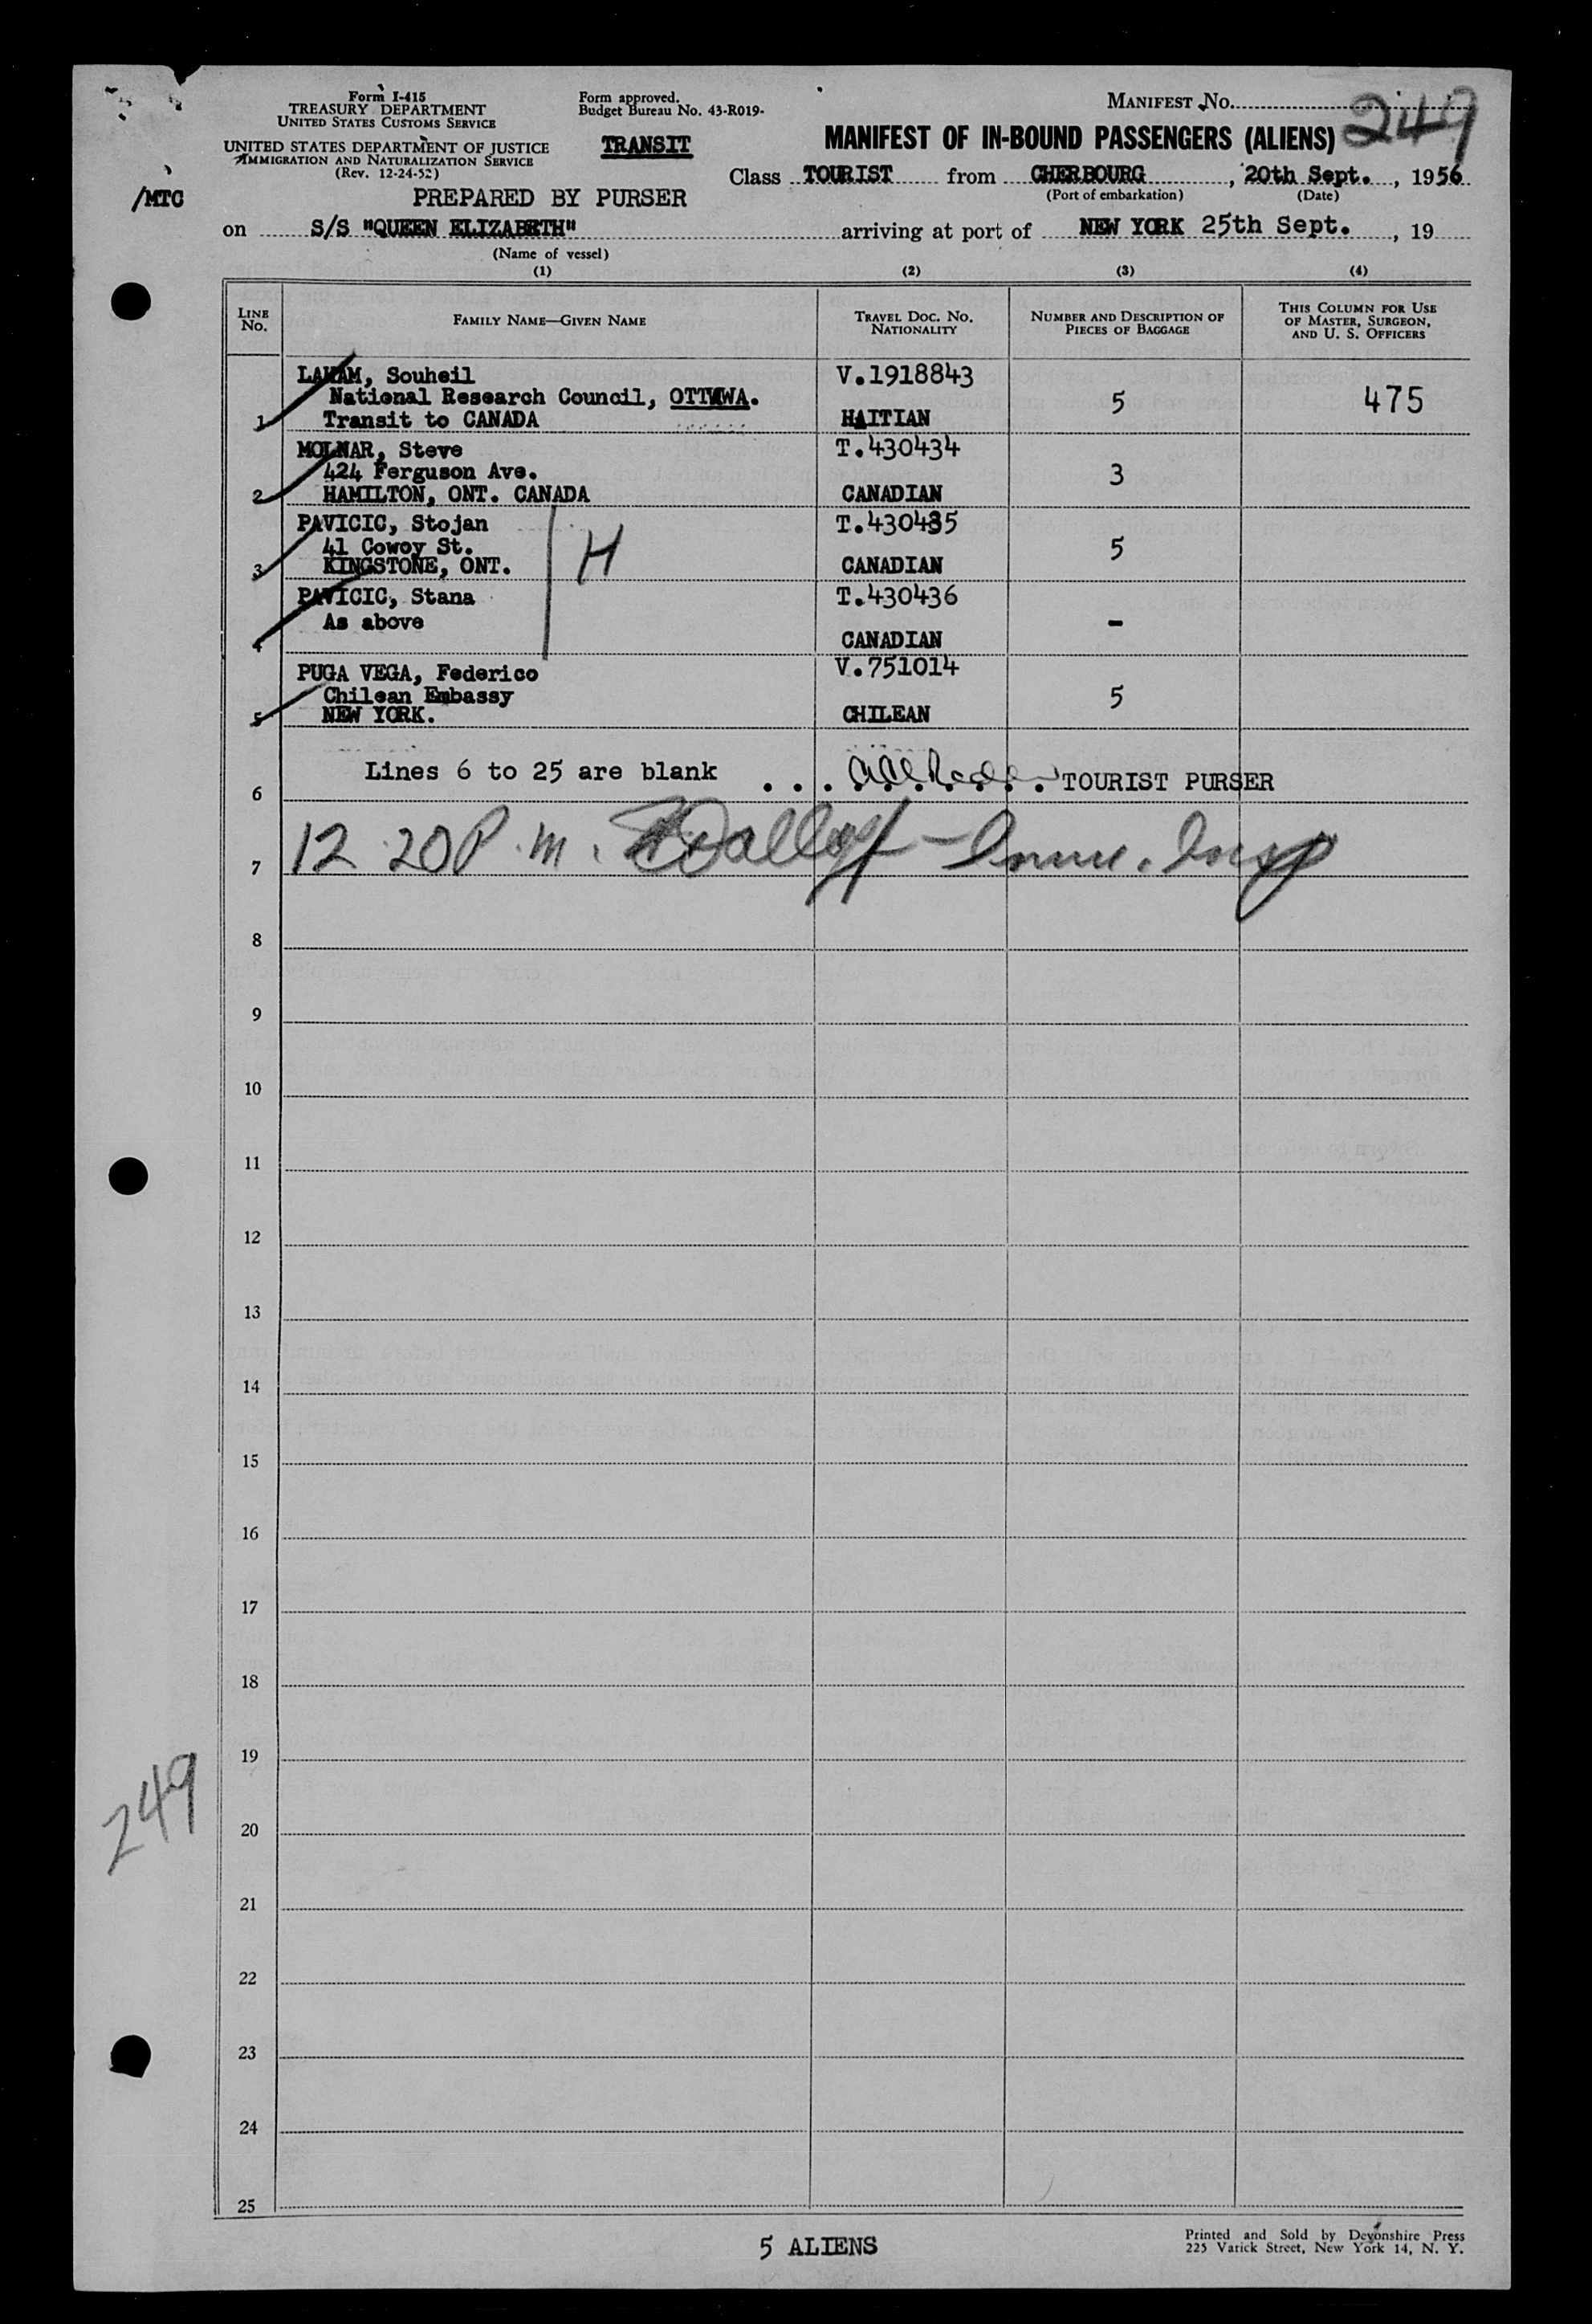 Form I-415
TREASURY DEPARTMENT
UNITED STATES CUSTOMS SERVICE
UNITED STATES DEPARTMENT OF JUSTICE
IMMIGRATION AND NATURALIZATION SERVICE
(Rev. 12-24-52)
/MTC
Form approved.
Budget Bureau No. 43-R019-
TRANSIT
PREPARED BY PURSER
MANIFEST No. 249
MANIFEST OF IN-BOUND PASSENGERS (ALIENS)
Class TOURIST from CHERBOURG, 20th Sept., 1956
(Port of embarkation) (Date)
on S/S "QUEEN ELIZABETH" arriving at port of NEW YORK 25th Sept., 19
(Name of vessel)
(1) (2) (3) (4)
LINE No. FAMILY NAME—GIVEN NAME TRAVEL DOC. NO. NATIONALITY NUMBER AND DESCRIPTION OF PIECES OF BAGGAGE THIS COLUMN FOR USE OF MASTER, SURGEON, AND U. S. OFFICERS
LAHAM, Souheil V.1918843
National Research Council, OTTAWA. 5 475
1 Transit to CANADA HAITIAN
MOLNAR, Steve T.430434
424 Ferguson Ave. 3
2 HAMILTON, ONT. CANADA CANADIAN
PAVICIC, Stojan T.430435
41 Cowoy St. H 5
3 KINGSTONE, ONT. CANADIAN
PAVICIC, Stana T.430436
As above -
4 CANADIAN
PUGA VEGA, Federico V.751014
Chilean Embassy 5
5 NEW YORK. CHILEAN
Lines 6 to 25 are blank TOURIST PURSER
6
12.20 P.m. Imm. Insp
7
8
9
10
11
12
13
14
15
16
17
18
19
249
20
21
22
23
24
25
5 ALIENS
Printed and Sold by Devonshire Press
225 Varick Street, New York 14, N. Y.